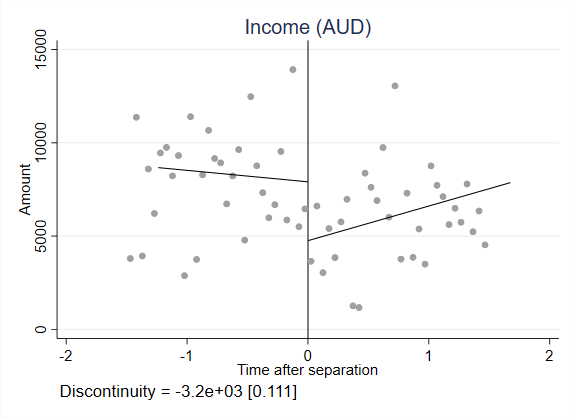 Income (AUD)
15000
10000
5000
0
Amount
-2
-1
0
1
2
Time after separation
Discontinuity = -3.2e+03 [0.111]